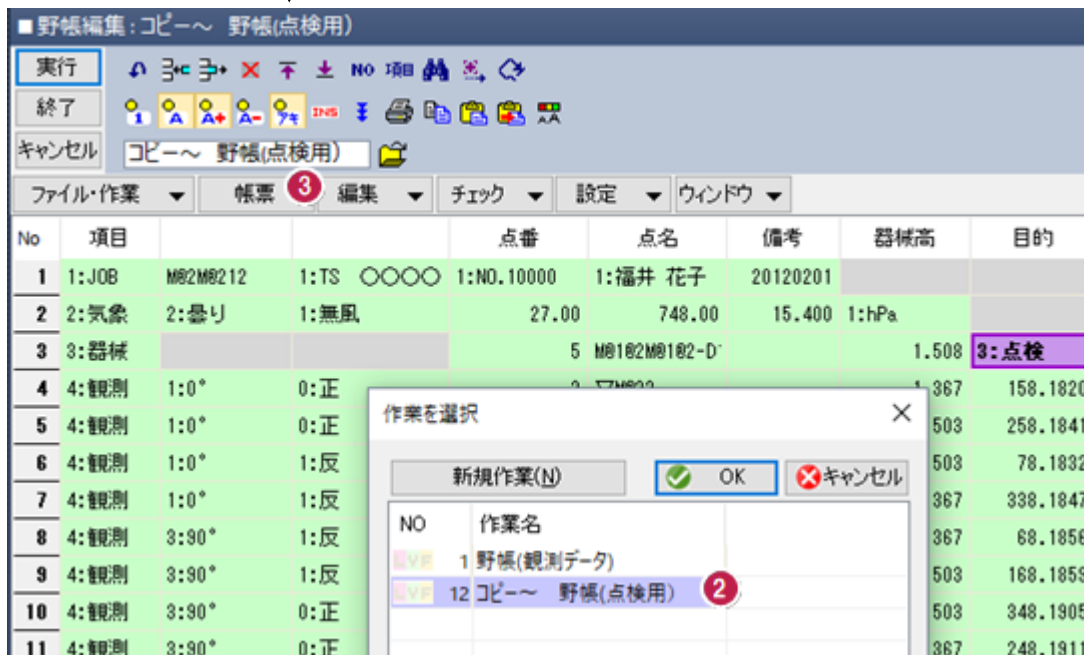 ■野帳編集：コピー～ 野帳(点検用)
実行 NO 項目
終了 1 A A+ A- アキ INS
キャンセル コピー～ 野帳(点検用)
ファイル・作業 帳票 3 編集 チェック 設定 ウィンドウ
No 項目 点番 点名 備考 器械高 目的
1 1:JOB M@2M@212 1:TS 〇〇〇〇 1:NO.10000 1:福井 花子 20120201
2 2:気象 2:曇り 1:無風 27.00 748.00 15.400 1:hPa
3 3:器械 5 M@1@2M@1@2-D 1.508 3:点検
4 4:観測 1:0° 0:正 367 158.1820
5 4:観測 1:0° 0:正 503 258.1841
6 4:観測 1:0° 1:反 503 78.1832
7 4:観測 1:0° 1:反 367 338.1847
8 4:観測 3:90° 1:反 367 68.1856
9 4:観測 3:90° 1:反 503 168.1853
10 4:観測 3:90° 0:正 503 348.1905
11 4:観測 3:90° 0:正 367 248.1911
作業を選択
新規作業(N) OK キャンセル
NO 作業名
1 野帳(観測データ)
12 コピー～ 野帳(点検用) 2